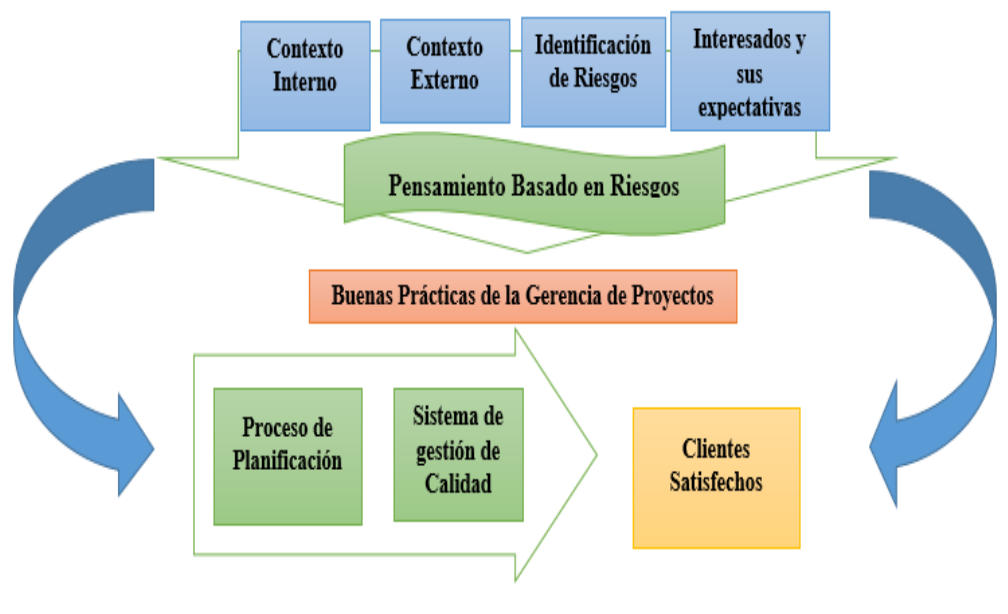 Contexto
Interno
Contexto
Externo
Identificación
de Riesgos
Interesados y
sus
expectativas
Pensamiento Basado en Riesgos
Buenas Prácticas de la Gerencia de Proyectos
Proceso de
Planificación
Sistema de
gestión de
Calidad
Clientes
Satisfechos